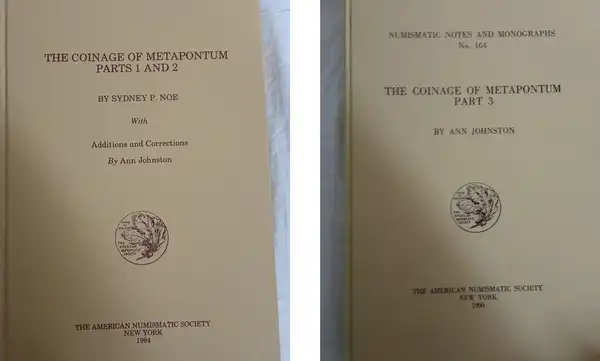 THE COINAGE OF METAPONTUM
PARTS 1 AND 2
BY SYDNEY P. NOE
With
Additions and Corrections
By Ann Johnston
THE AMERICAN NUMISMATIC SOCIETY
NEW YORK
1984
NUMISMATIC NOTES AND MONOGRAPHS
No. 164
THE COINAGE OF METAPONTUM
PART 3
BY ANN JOHNSTON
THE AMERICAN NUMISMATIC SOCIETY
NEW YORK
1990